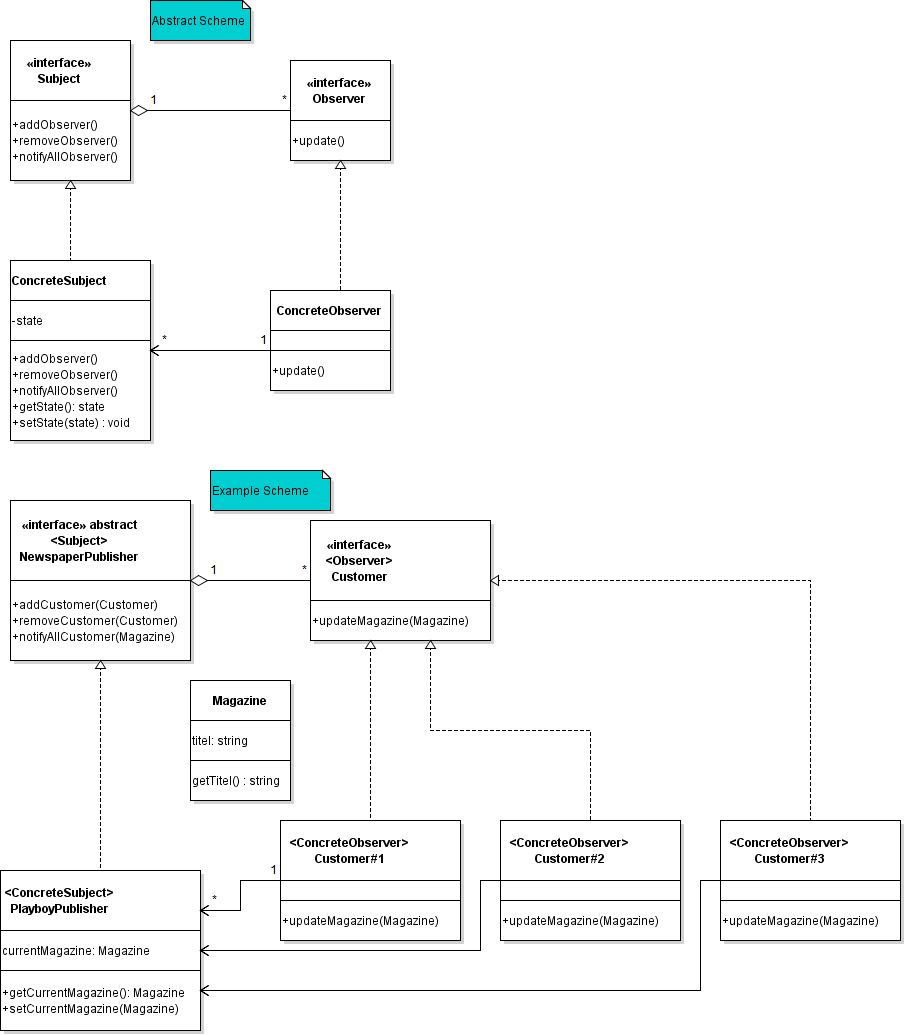 Abstract Scheme
«interface»
Subject
+addObserver()
+removeObserver()
+notifyAllObserver()
1
*
«interface»
Observer
+update()
ConcreteSubject
-state
+addObserver()
+removeObserver()
+notifyAllObserver()
+getState(): state
+setState(state) : void
*
1
ConcreteObserver
+update()
Example Scheme
«interface» abstract
<Subject>
NewspaperPublisher
+addCustomer(Customer)
+removeCustomer(Customer)
+notifyAllCustomer(Magazine)
1
*
«interface»
<Observer>
Customer
+updateMagazine(Magazine)
Magazine
titel: string
getTitel() : string
<ConcreteObserver>
Customer#1
+updateMagazine(Magazine)
<ConcreteObserver>
Customer#2
+updateMagazine(Magazine)
<ConcreteObserver>
Customer#3
+updateMagazine(Magazine)
1
*
<ConcreteSubject>
PlayboyPublisher
currentMagazine: Magazine
+getCurrentMagazine(): Magazine
+setCurrentMagazine(Magazine)